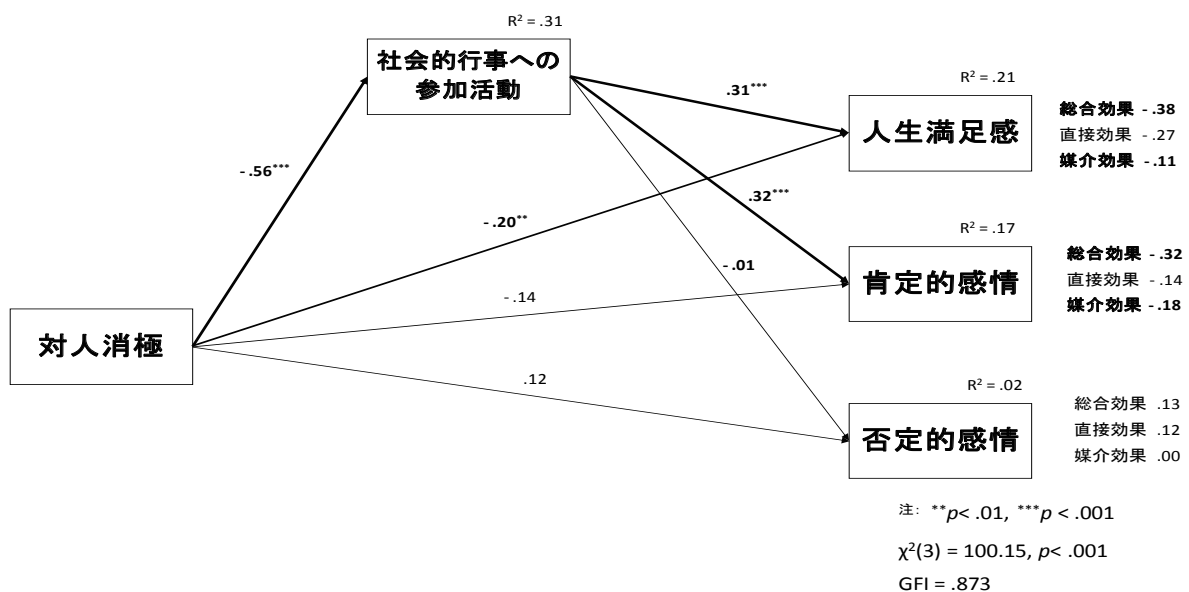 R² = .31
社会的行事への
参加活動
R² = .21
人生満足感
総合効果 - .38
直接効果 - .27
媒介効果 - .11
.31***
- .56***
.32***
- .20**
R² = .17
肯定的感情
総合効果 - .32
直接効果 - .14
媒介効果 - .18
- .01
- .14
対人消極
.12
R² = .02
否定的感情
総合効果 .13
直接効果 .12
媒介効果 .00
注: **p< .01, ***p < .001
χ²(3) = 100.15, p< .001
GFI = .873